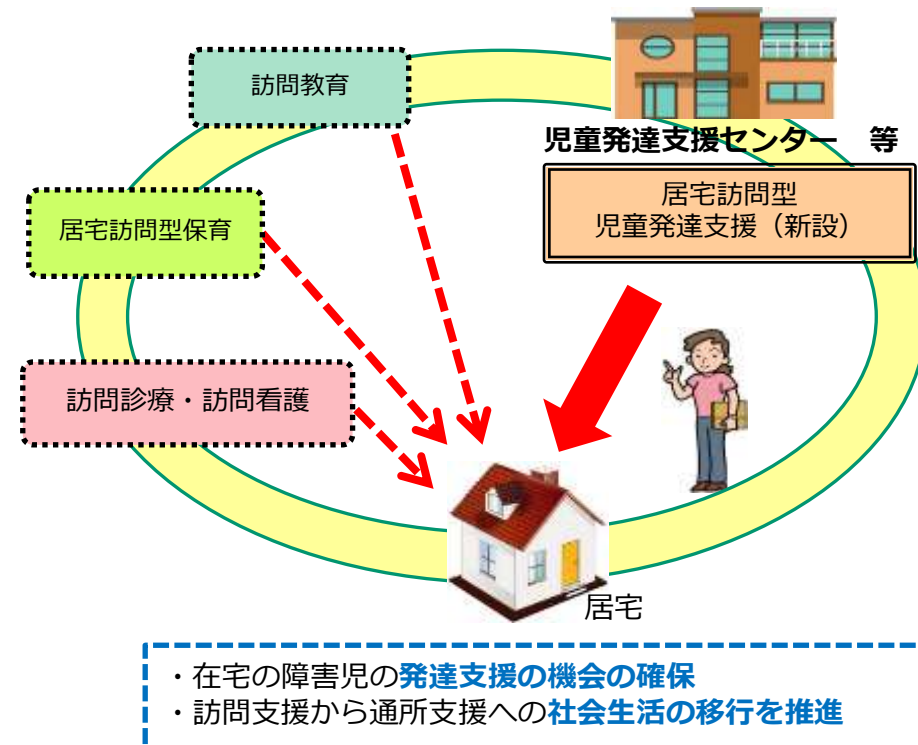 訪問教育
児童発達支援センター　等
居宅訪問型
児童発達支援（新設）
居宅訪問型保育
訪問診療・訪問看護
居宅
・在宅の障害児の発達支援の機会の確保
・訪問支援から通所支援への社会生活の移行を推進